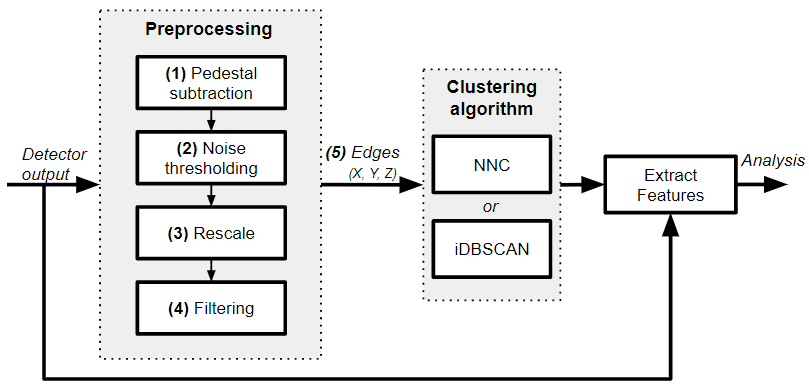 Preprocessing
(1) Pedestal
subtraction
(2) Noise
thresholding
(3) Rescale
(4) Filtering
Detector
output
(5) Edges
(X, Y, Z)
Clustering
algorithm
NNC
or
iDBSCAN
Extract
Features
Analysis